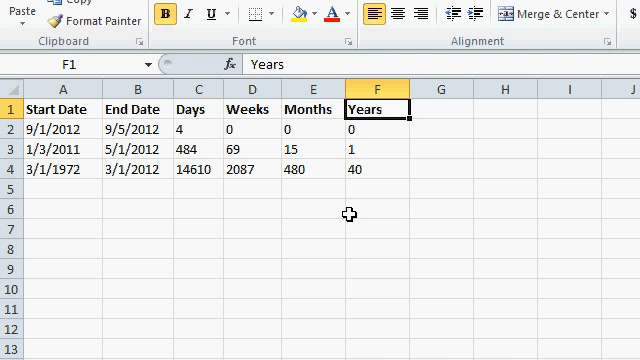 Paste
Copy
Format Painter
B I U A
Merge & Center $
Clipboard Font Alignment
F1 fx Years
A B C D E F G H I J
1 Start Date End Date Days Weeks Months Years
2 9/1/2012 9/5/2012 4 0 0 0
3 1/3/2011 5/1/2012 484 69 15 1
4 3/1/1972 3/1/2012 14610 2087 480 40
5
6
7
8
9
10
11
12
13